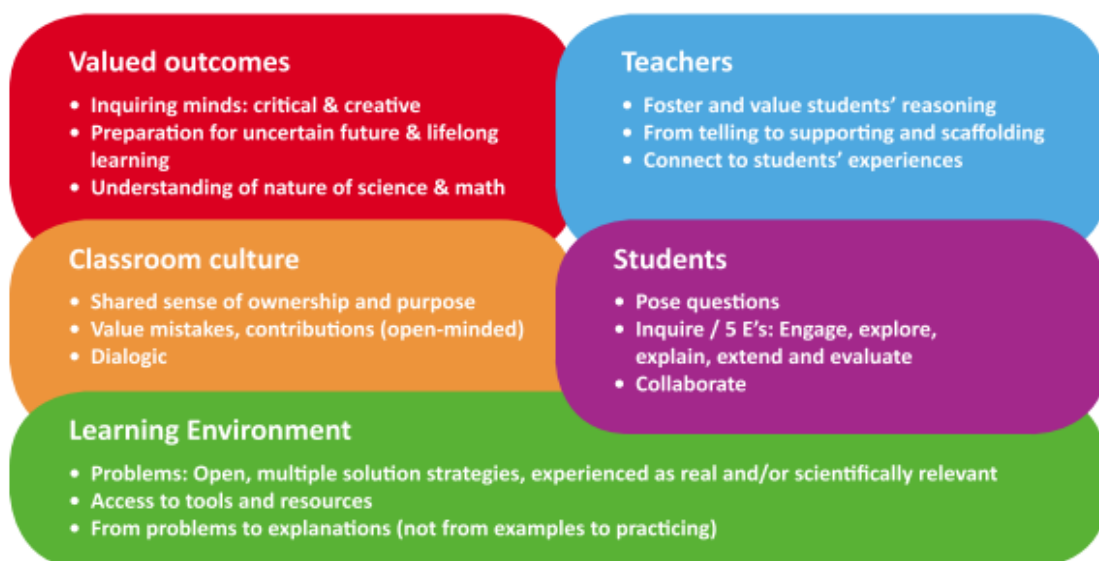 Valued outcomes
• Inquiring minds: critical & creative
• Preparation for uncertain future & lifelong
learning
• Understanding of nature of science & math
Teachers
• Foster and value students' reasoning
• From telling to supporting and scaffolding
• Connect to students' experiences
Classroom culture
• Shared sense of ownership and purpose
• Value mistakes, contributions (open-minded)
• Dialogic
Students
• Pose questions
• Inquire / 5 E's: Engage, explore,
explain, extend and evaluate
• Collaborate
Learning Environment
• Problems: Open, multiple solution strategies, experienced as real and/or scientifically relevant
• Access to tools and resources
• From problems to explanations (not from examples to practicing)